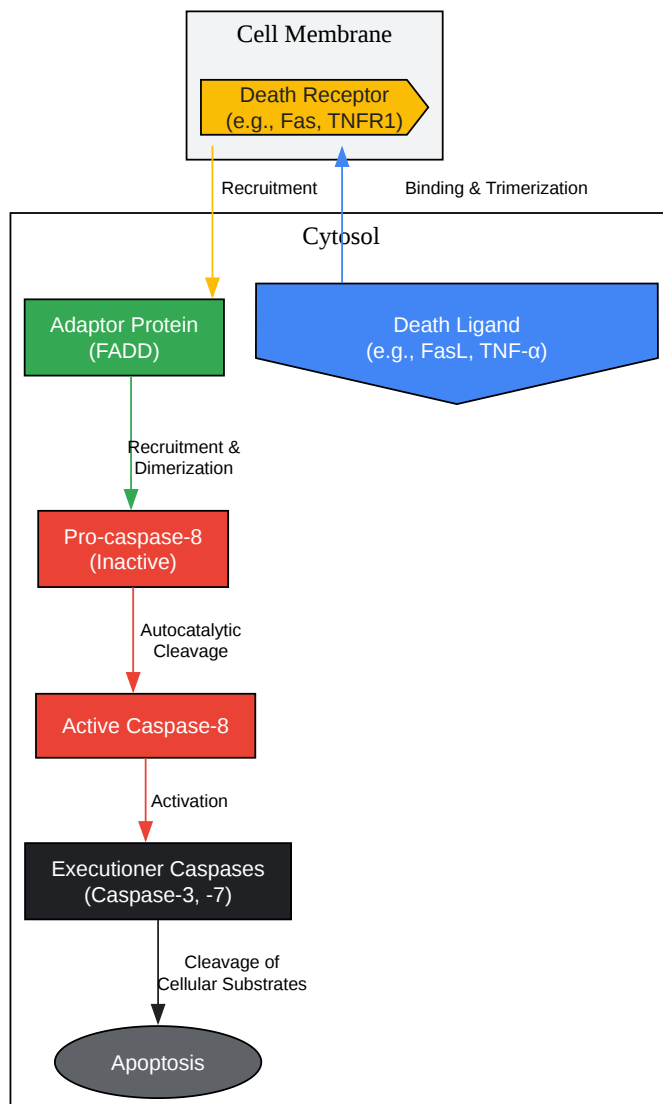 Cell Membrane
Death Receptor
(e.g., Fas, TNFR1)
Recruitment
Binding & Trimerization
Cytosol
Adaptor Protein
(FADD)
Death Ligand
(e.g., FasL, TNF-α)
Recruitment &
Dimerization
Pro-caspase-8
(Inactive)
Autocatalytic
Cleavage
Active Caspase-8
Activation
Executioner Caspases
(Caspase-3, -7)
Cleavage of
Cellular Substrates
Apoptosis